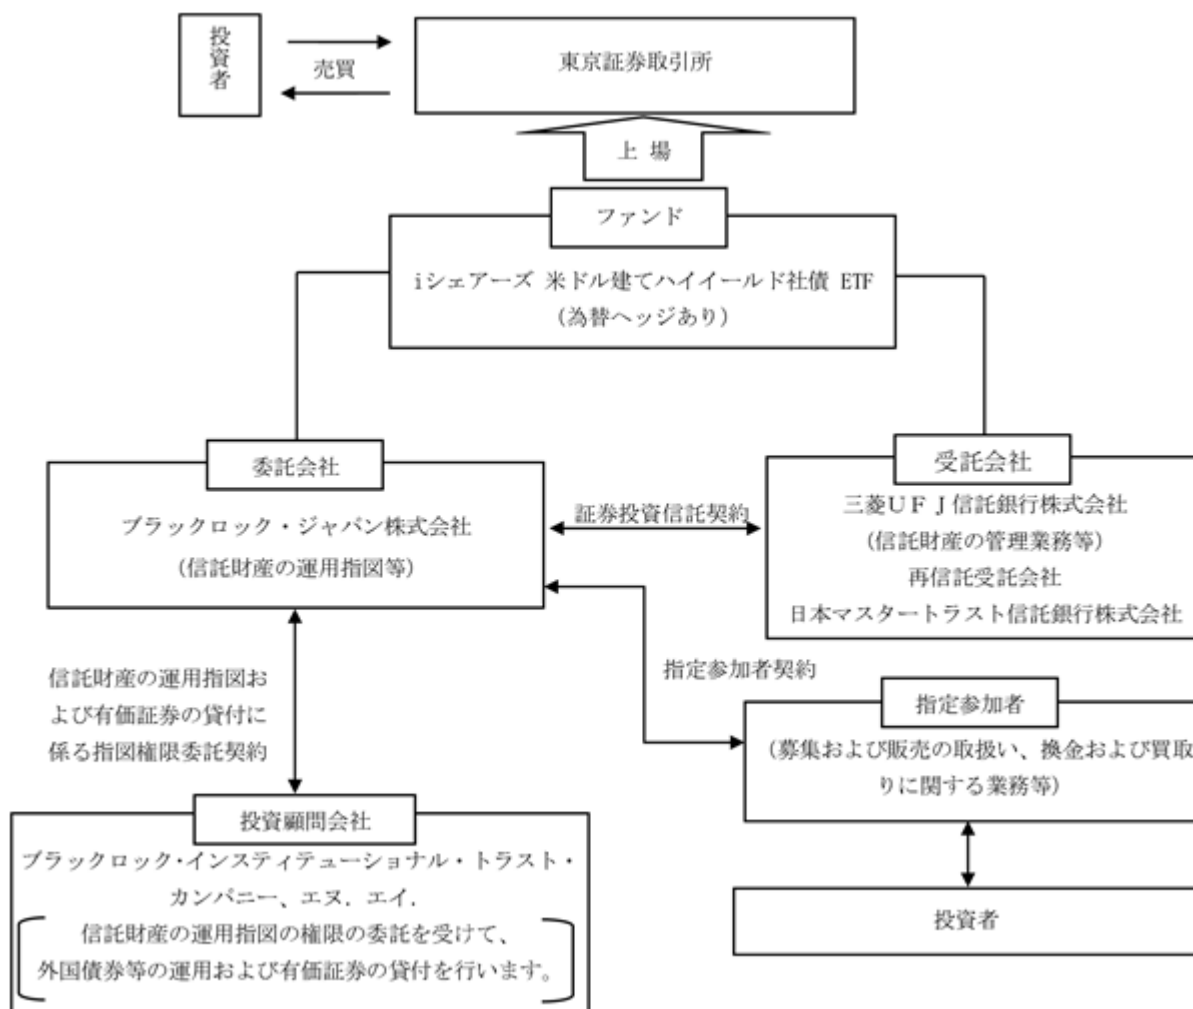 投資者
売買
東京証券取引所
上 場
ファンド
iシェアーズ 米ドル建てハイイールド社債 ETF
（為替ヘッジあり）
委託会社
ブラックロック・ジャパン株式会社
（信託財産の運用指図等）
証券投資信託契約
受託会社
三菱ＵＦＪ信託銀行株式会社
（信託財産の管理業務等）
再信託受託会社
日本マスタートラスト信託銀行株式会社
信託財産の運用指図お
よび有価証券の貸付に
係る指図権限委託契約
指定参加者契約
指定参加者
（募集および販売の取扱い、換金および買取
りに関する業務等）
投資顧問会社
ブラックロック・インスティテューショナル・トラスト・
カンパニー、エヌ．エイ．
信託財産の運用指図の権限の委託を受けて、
外国債券等の運用および有価証券の貸付を行います。
投資者